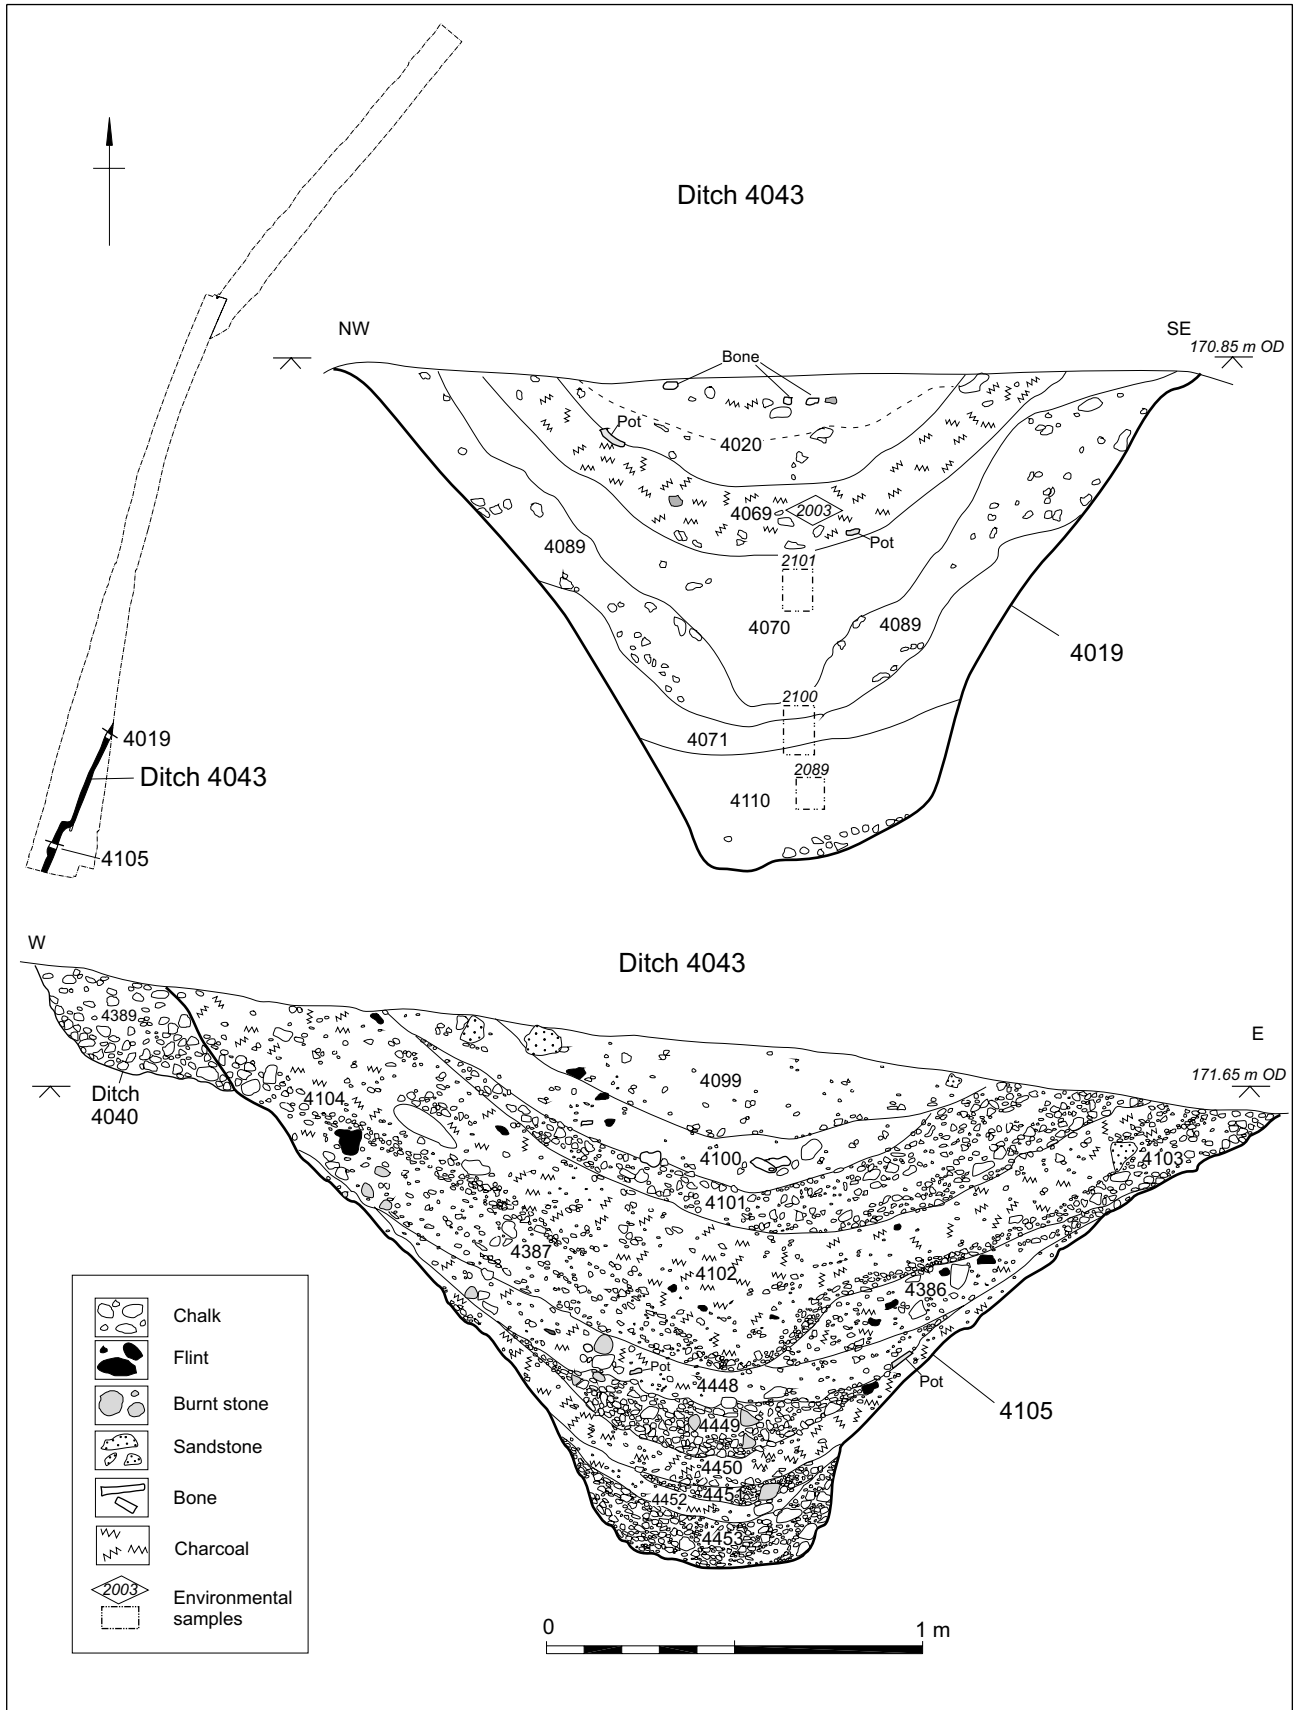 Ditch 4043
NW
SE
170.85 m OD
Bone
Pot
4020
4069
2003
Pot
2101
4089
4070
4089
4019
2100
4071
2089
4110
4019
Ditch 4043
4105
W
Ditch 4043
E
4389
171.65 m OD
4099
Ditch
4040
4104
4100
4103
4101
4387
4102
4386
Pot
4448
Pot
4105
4449
4450
4451
4452
4453
Chalk
Flint
Burnt stone
Sandstone
Bone
Charcoal
2003
Environmental
samples
0
1 m